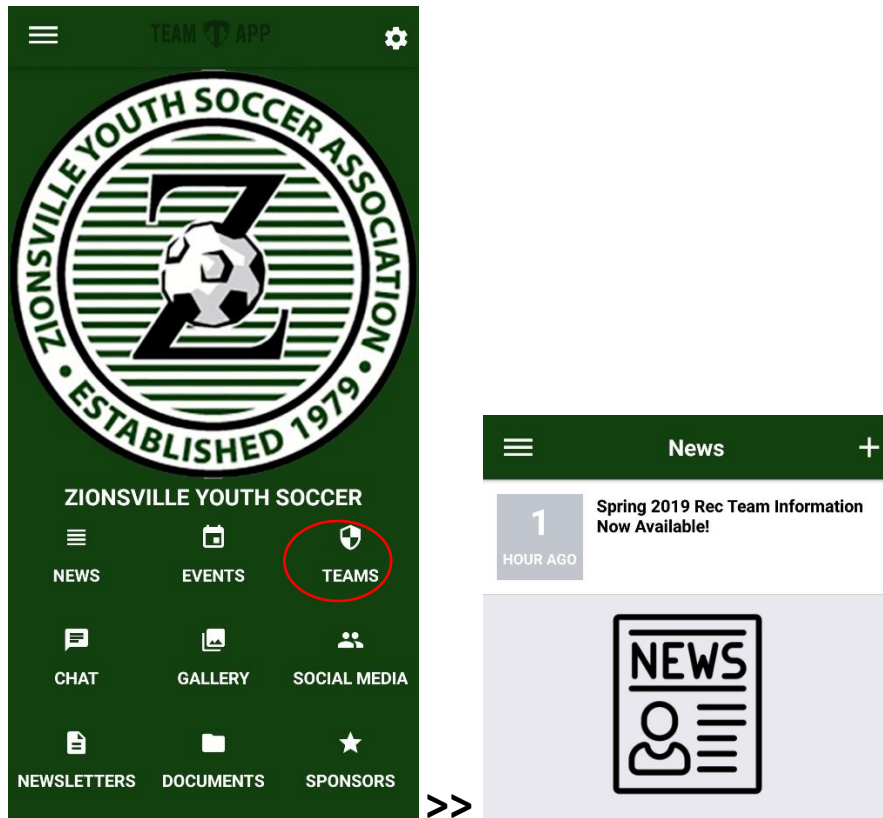 TEAM T APP
ZIONSVILLE YOUTH SOCCER ASSOCIATION
Z
• ESTABLISHED 1979 •
ZIONSVILLE YOUTH SOCCER
NEWS EVENTS TEAMS
CHAT GALLERY SOCIAL MEDIA
NEWSLETTERS DOCUMENTS SPONSORS
>>
News +
1
HOUR AGO
Spring 2019 Rec Team Information
Now Available!
NEWS